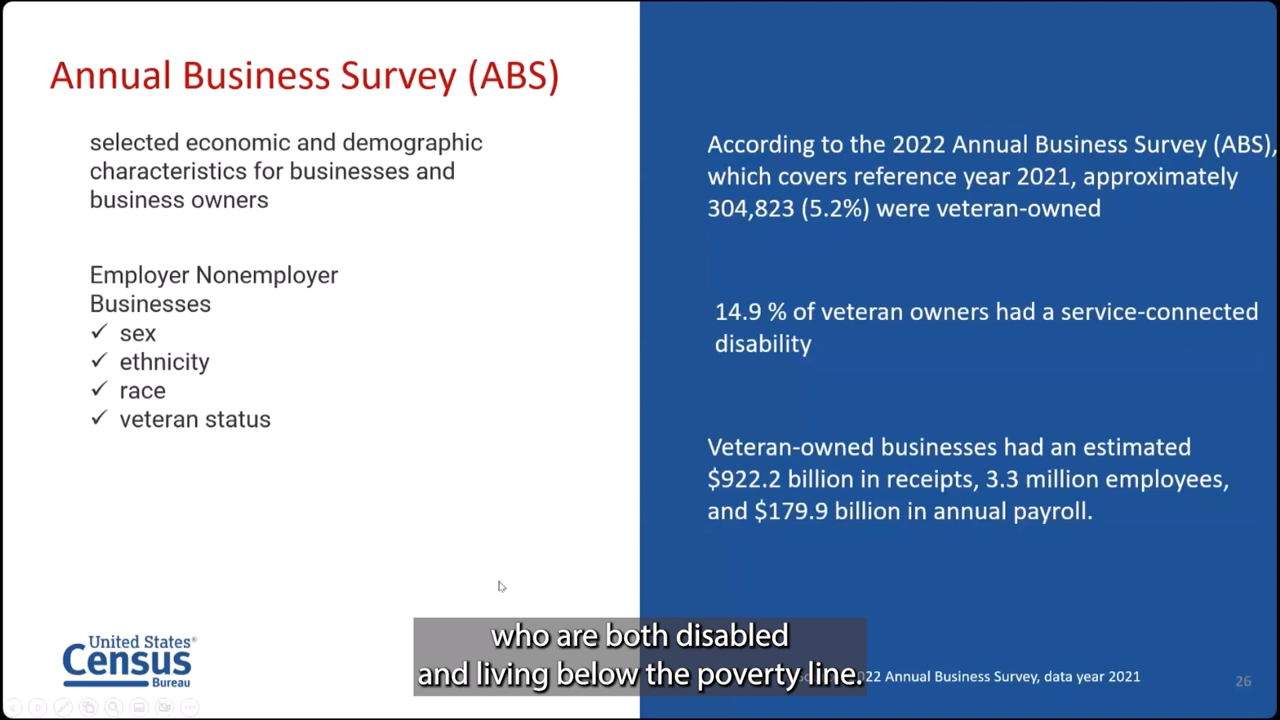 Annual Business Survey (ABS)
selected economic and demographic
characteristics for businesses and
business owners
Employer Nonemployer
Businesses
✓ sex
✓ ethnicity
✓ race
✓ veteran status
According to the 2022 Annual Business Survey (ABS),
which covers reference year 2021, approximately
304,823 (5.2%) were veteran-owned
14.9 % of veteran owners had a service-connected
disability
Veteran-owned businesses had an estimated
$922.2 billion in receipts, 3.3 million employees,
and $179.9 billion in annual payroll.
who are both disabled
and living below the poverty line.
United States®
Census
Bureau
2022 Annual Business Survey, data year 2021
26